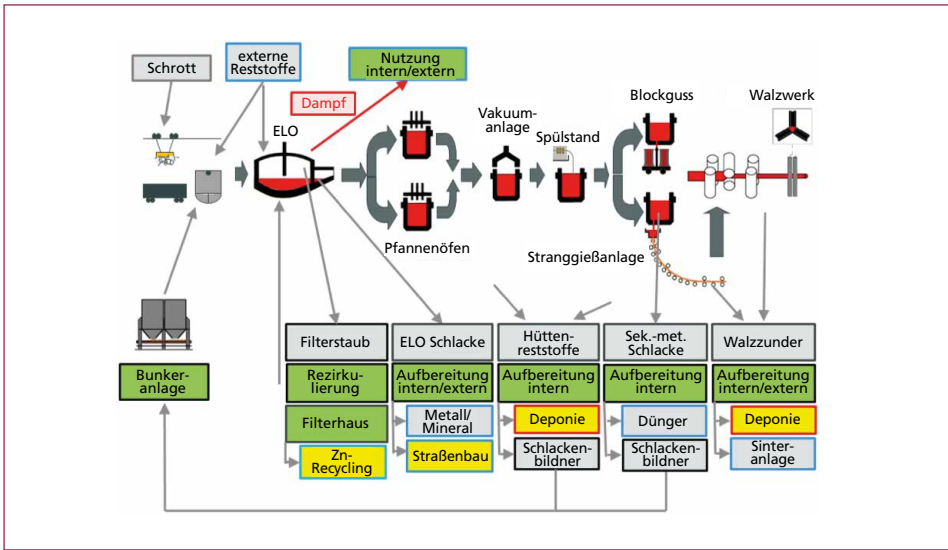 Schrott
externe
Reststoffe
Nutzung
intern/extern
Dampf
ELO
Vakuum-
anlage
Spülstand
Blockguss
Walzwerk
Pfannenöfen
Stranggießanlage
Bunker-
anlage
Filterstaub
Rezirku-
lierung
Filterhaus
Zn-
Recycling
ELO Schlacke
Aufbereitung
intern/extern
Metall/
Mineral
Straßenbau
Hütten-
reststoffe
Aufbereitung
intern
Deponie
Schlacken-
bildner
Sek.-met.
Schlacke
Aufbereitung
intern
Dünger
Schlacken-
bildner
Walzzunder
Aufbereitung
intern/extern
Deponie
Sinter-
anlage